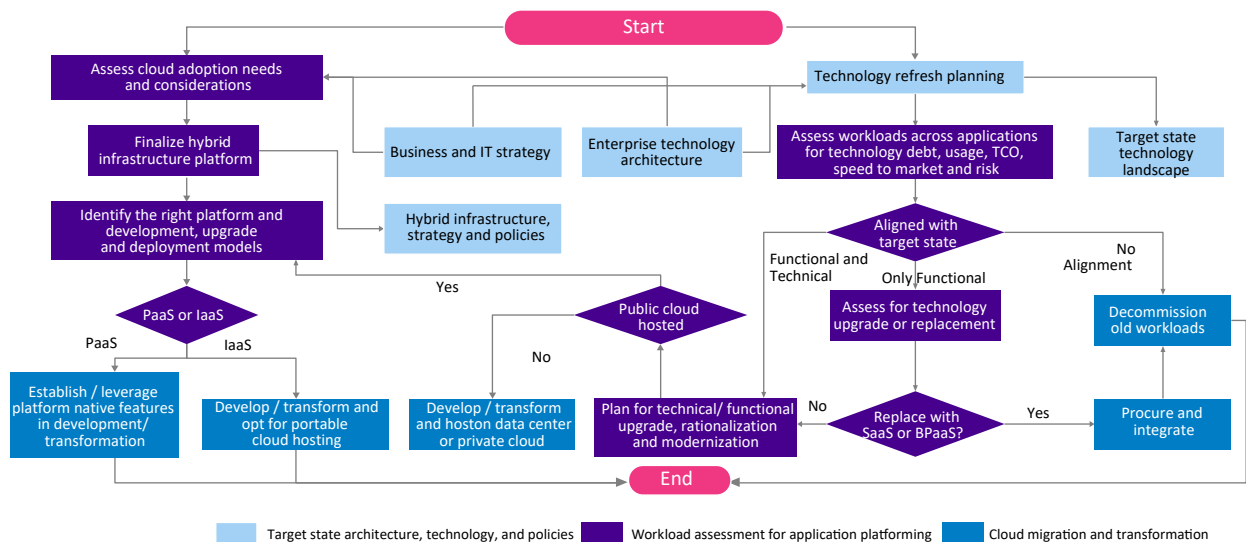 Start
Assess cloud adoption needs
and considerations
Technology refresh planning
Finalize hybrid
infrastructure platform
Business and IT strategy
Enterprise technology
architecture
Assess workloads across applications
for technology debt, usage, TCO,
speed to market and risk
Target state
technology
landscape
Identify the right platform and
development, upgrade
and deployment models
Hybrid infrastructure,
strategy and policies
Aligned with
target state
Functional and
Technical
Only Functional
No
Alignment
Yes
PaaS or IaaS
Public cloud
hosted
Assess for technology
upgrade or replacement
Decommission
old workloads
PaaS
IaaS
No
Establish / leverage
platform native features
in development/
transformation
Develop / transform and
opt for portable
cloud hosting
Develop / transform
and hoston data center
or private cloud
Plan for technical/ functional
upgrade, rationalization
and modernization
No
Replace with
SaaS or BPaaS?
Yes
Procure and
integrate
End
Target state architecture, technology, and policies
Workload assessment for application platforming
Cloud migration and transformation